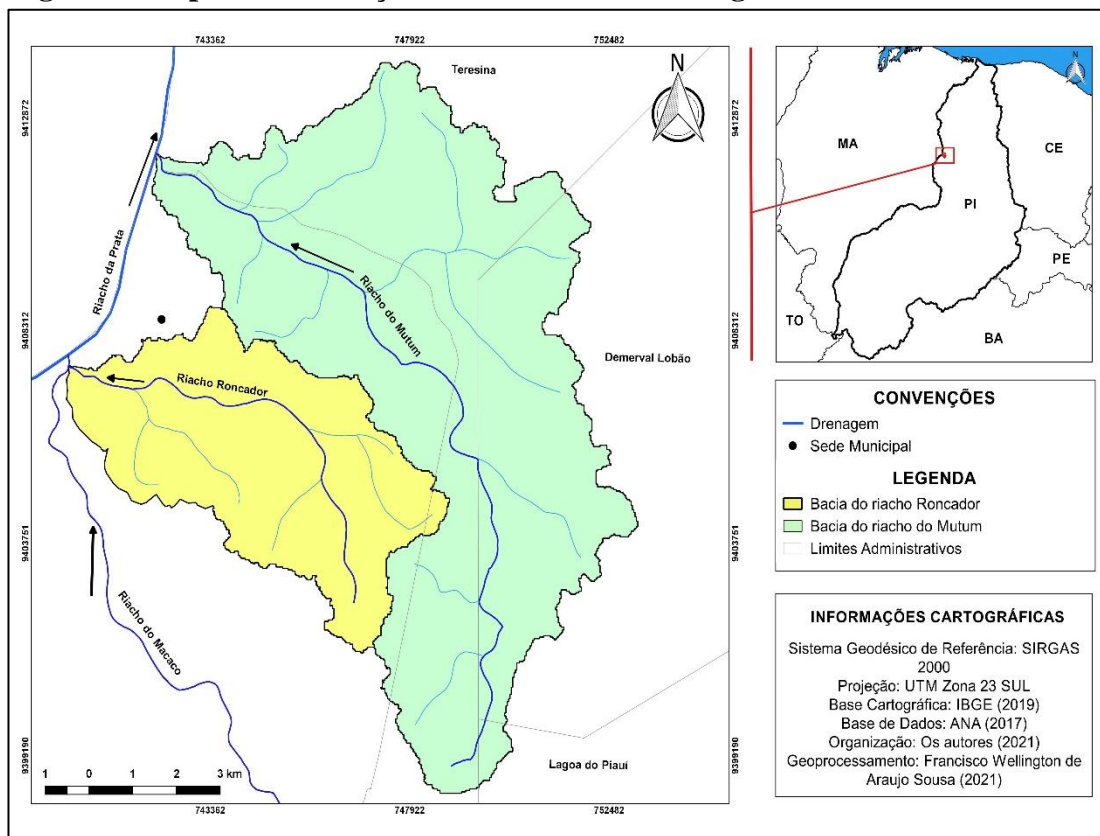 743362
747922
752482
Teresina
N
9412872
9412872
Riacho da Prata
Riacho do Mutum
9408312
9408312
Demerval Lobão
Riacho Roncador
9403751
9403751
Riacho do Macaco
Lagoa do Piauí
9399190
9399190
1 0 1 2 3 km
743362
747922
752482
N
MA
CE
PI
PE
TO
BA
CONVENÇÕES
Drenagem
Sede Municipal
LEGENDA
Bacia do riacho Roncador
Bacia do riacho do Mutum
Limites Administrativos
INFORMAÇÕES CARTOGRÁFICAS
Sistema Geodésico de Referência: SIRGAS
2000
Projeção: UTM Zona 23 SUL
Base Cartográfica: IBGE (2019)
Base de Dados: ANA (2017)
Organização: Os autores (2021)
Geoprocessamento: Francisco Wellington de
Araujo Sousa (2021)